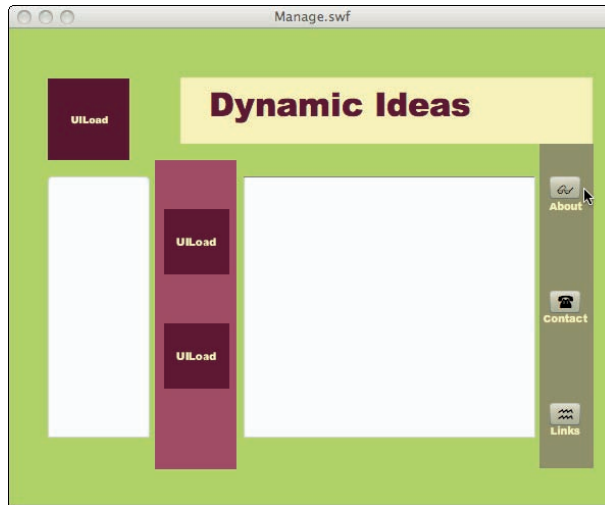 Manage.swf
Dynamic Ideas
UILoad
About
UILoad
Contact
UILoad
Links